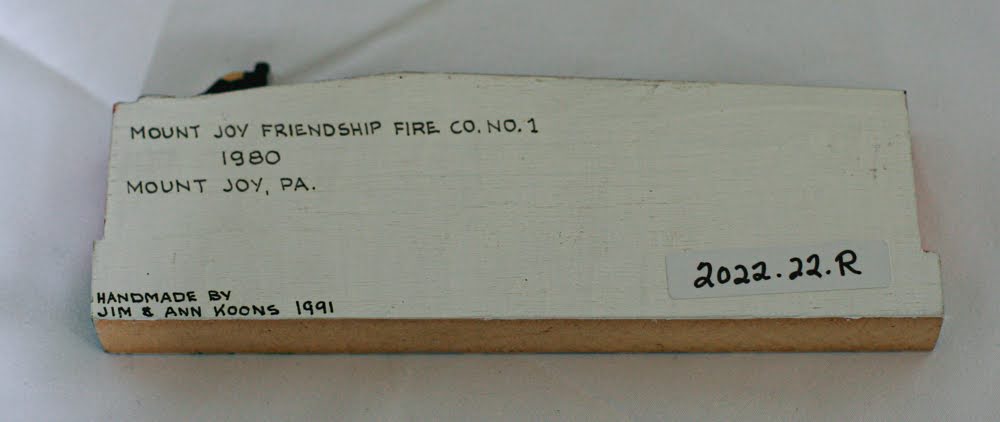 MOUNT JOY FRIENDSHIP FIRE CO. NO. 1
1980
MOUNT JOY, PA.
2022.22.R
HANDMADE BY
JIM & ANN KOONS 1991